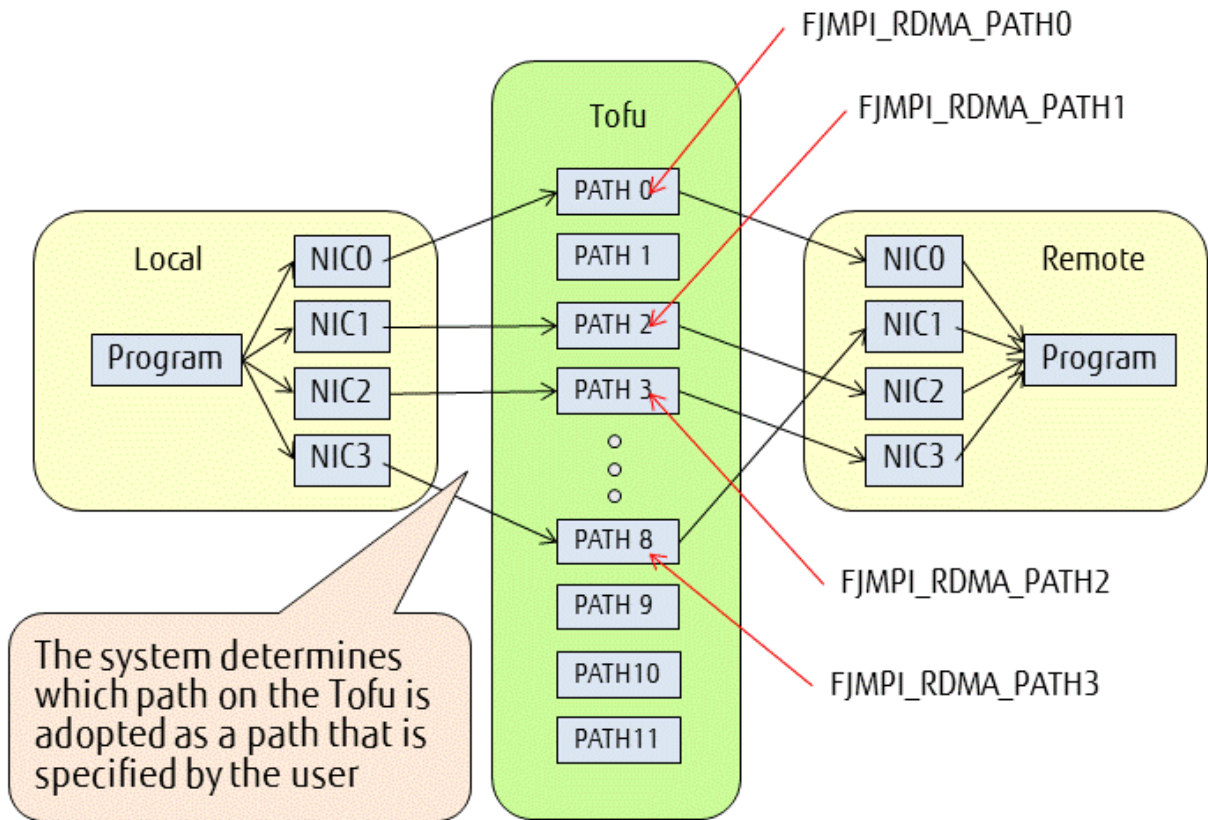 FJMPI_RDMA_PATH0
FJMPI_RDMA_PATH1
Tofu
PATH 0
PATH 1
PATH 2
PATH 3
PATH 8
PATH 9
PATH10
PATH11
Local
Program
NIC0
NIC1
NIC2
NIC3
Remote
NIC0
NIC1
NIC2
NIC3
Program
FJMPI_RDMA_PATH2
FJMPI_RDMA_PATH3
The system determines
which path on the Tofu is
adopted as a path that is
specified by the user